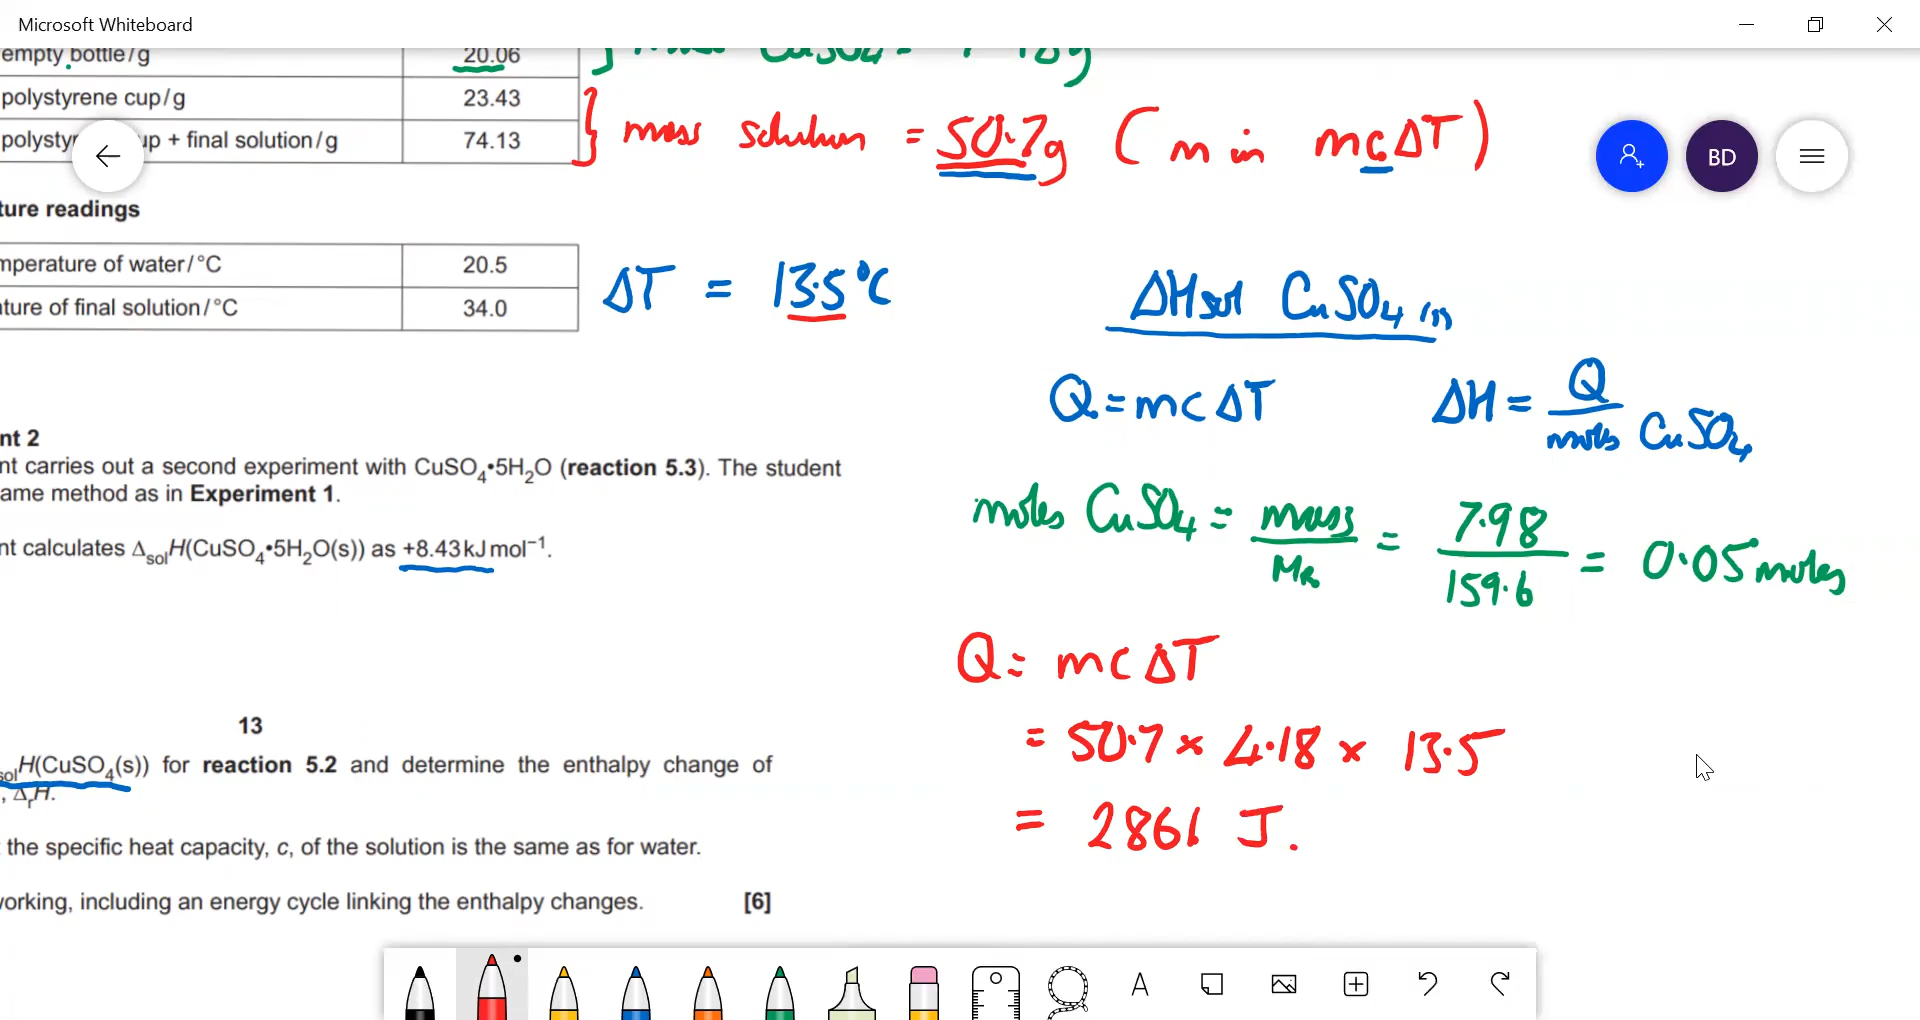 Microsoft Whiteboard
empty bottle/g 20.06
CuSO4 =
polystyrene cup/g 23.43
up + final solution/g 74.13
} mass solution = 50.7g (m in mcΔT)
BD
ture readings
mperature of water/°C 20.5
ature of final solution/°C 34.0
ΔT = 13.5°C
ΔHsol CuSO4 (s)
Q = mcΔT
ΔH = Q / moles CuSO4
nt 2
nt carries out a second experiment with CuSO4•5H2O (reaction 5.3). The student
ame method as in Experiment 1.
nt calculates ΔsolH(CuSO4•5H2O(s)) as +8.43 kJ mol−1.
moles CuSO4 = mass / MR = 7.98 / 159.6 = 0.05 moles
Q = mcΔT
= 50.7 × 4.18 × 13.5
= 2861 J.
13
solH(CuSO4(s)) for reaction 5.2 and determine the enthalpy change of
, ΔrH.
the specific heat capacity, c, of the solution is the same as for water.
orking, including an energy cycle linking the enthalpy changes. [6]